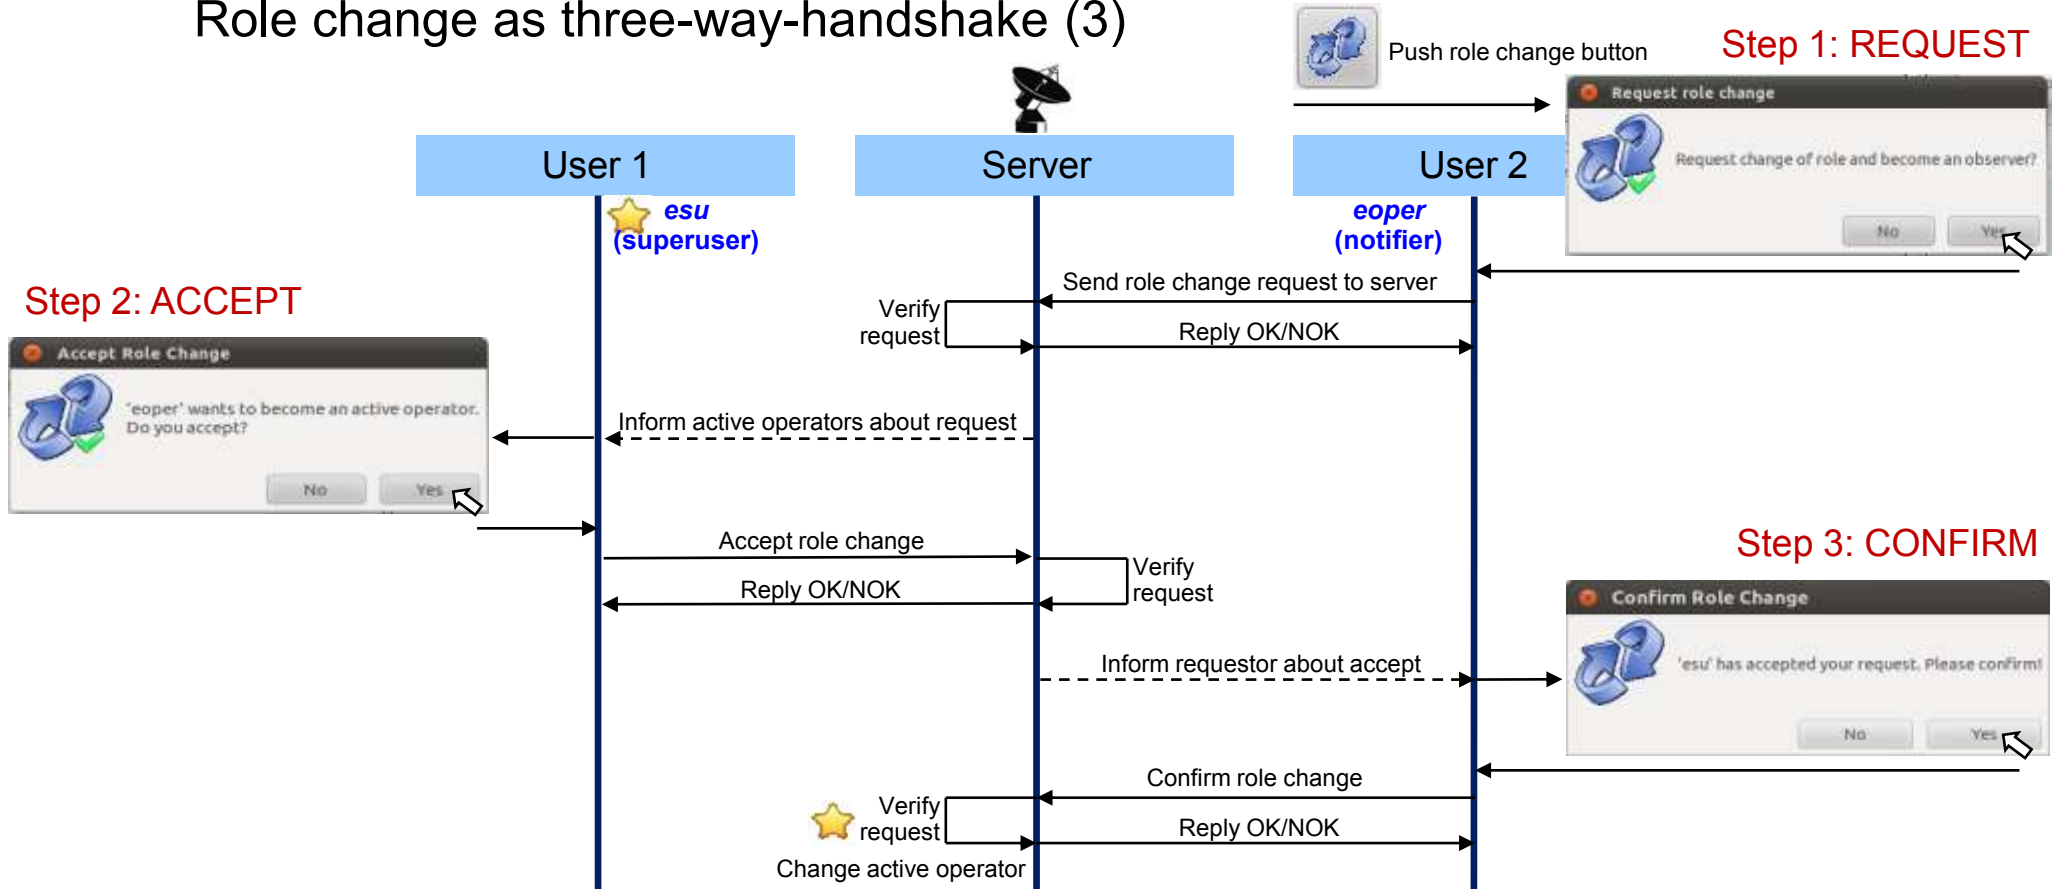 Role change as three-way-handshake (3)
Push role change button
Step 1: REQUEST
Request role change
Request change of role and become an observer?
No
Yes
User 1
Server
User 2
esu
(superuser)
eoper
(notifier)
Send role change request to server
Verify
request
Reply OK/NOK
Step 2: ACCEPT
Accept Role Change
'eoper' wants to become an active operator.
Do you accept?
No
Yes
Inform active operators about request
Accept role change
Verify
request
Reply OK/NOK
Step 3: CONFIRM
Confirm Role Change
'esu' has accepted your request. Please confirm!
No
Yes
Inform requestor about accept
Confirm role change
Verify
request
Reply OK/NOK
Change active operator